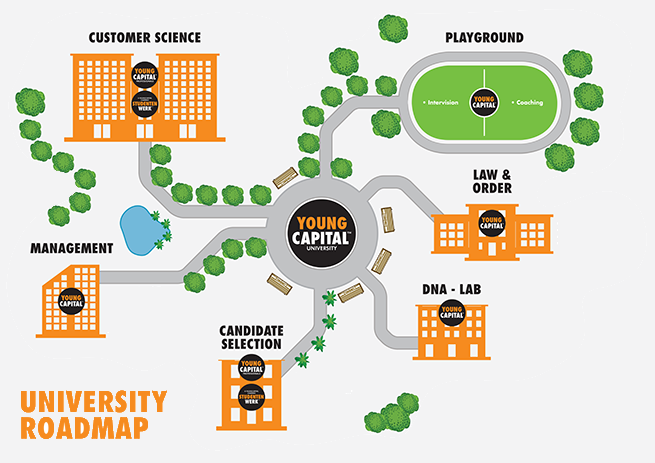 CUSTOMER SCIENCE
YOUNG
CAPITAL
STUDENTEN
WERK
PLAYGROUND
• Intervision
YOUNG
CAPITAL
• Coaching
LAW &
ORDER
YOUNG
CAPITAL
YOUNG
CAPITAL™
UNIVERSITY
MANAGEMENT
YOUNG
CAPITAL
DNA - LAB
YOUNG
CAPITAL
CANDIDATE
SELECTION
YOUNG
CAPITAL
STUDENTEN
WERK
UNIVERSITY
ROADMAP